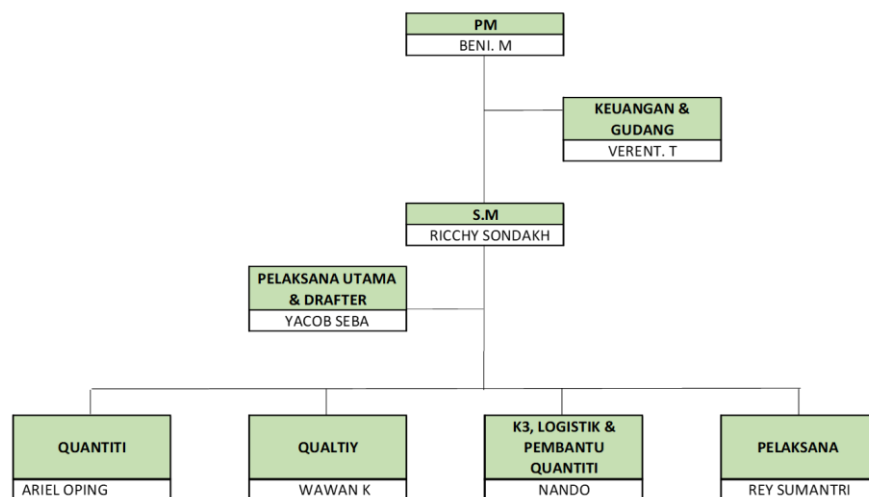 PM
BENI. M
KEUANGAN &
GUDANG
VERENT. T
S.M
RICCHY SONDAKH
PELAKSANA UTAMA
& DRAFTER
YACOB SEBA
QUANTITI
ARIEL OPING
QUALTIY
WAWAN K
K3, LOGISTIK &
PEMBANTU
QUANTITI
NANDO
PELAKSANA
REY SUMANTRI